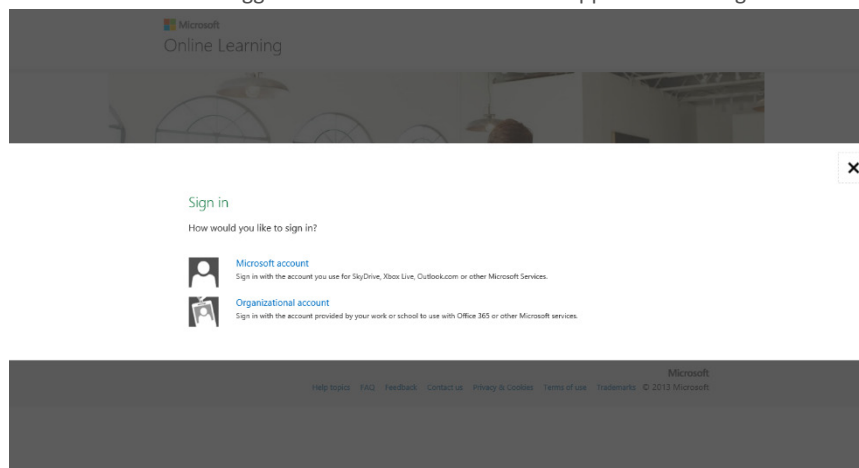 Microsoft
Online Learning
Sign in
How would you like to sign in?
Microsoft account
Sign in with the account you use for SkyDrive, Xbox Live, Outlook.com or other Microsoft Services.
Organizational account
Sign in with the account provided by your work or school to use with Office 365 or other Microsoft services.
Microsoft
Help topics FAQ Feedback Contact us Privacy & Cookies Terms of use Trademarks © 2013 Microsoft